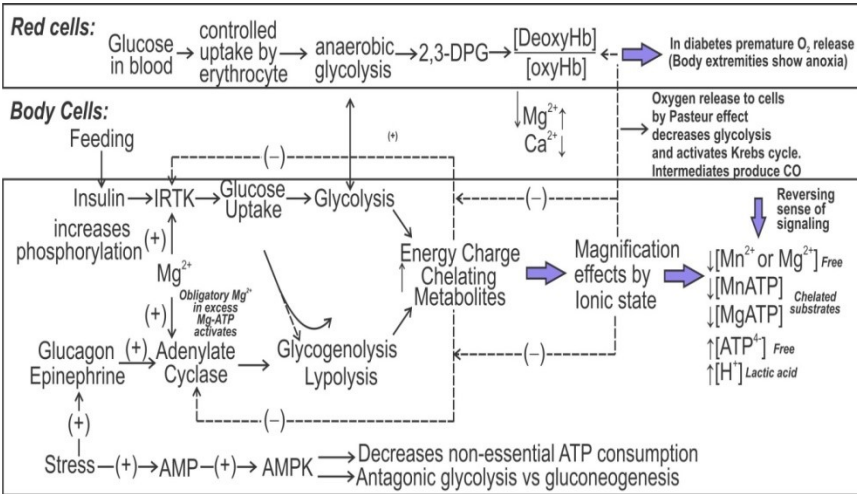 Red cells:
Glucose
in blood
controlled
uptake by
erythrocyte
anaerobic
glycolysis
2,3-DPG
[DeoxyHb]
[oxyHb]
In diabetes premature O₂ release
(Body extremities show anoxia)
Body Cells:
Feeding
(+)
↓Mg²⁺↑
Ca²⁺↓
Oxygen release to cells
by Pasteur effect
decreases glycolysis
and activates Krebs cycle.
Intermediates produce CO
(–)
Insulin
IRTK
Glucose
Uptake
Glycolysis
(–)
Reversing
sense of
signaling
increases
phosphorylation
(+)
Mg²⁺
(+)
Obligatory Mg²⁺
in excess
Mg-ATP
activates
↑Energy Charge
Chelating
Metabolites
Magnification
effects by
Ionic state
↓[Mn²⁺ or Mg²⁺] Free
↓[MnATP]
↓[MgATP]
Chelated
substrates
↑[ATP⁴⁻] Free
↑[H⁺] Lactic acid
Glucagon
Epinephrine
(+)
Adenylate
Cyclase
Glycogenolysis
Lypolysis
(–)
(+)
(–)
Stress
(+)
AMP
(+)
AMPK
Decreases non-essential ATP consumption
Antagonic glycolysis vs gluconeogenesis